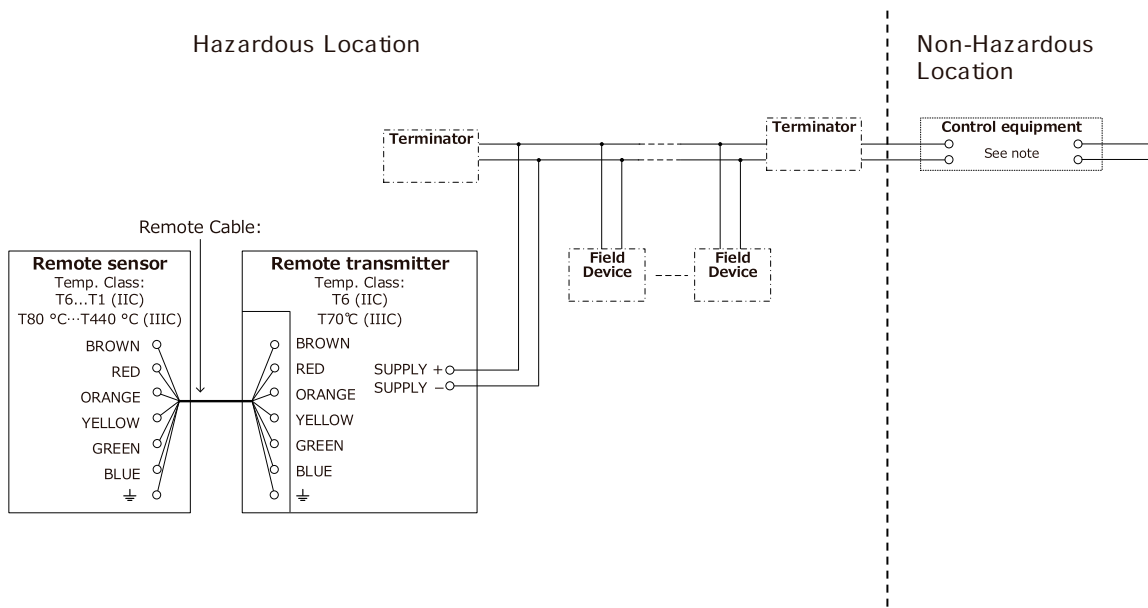 Hazardous Location
Non-Hazardous
Location
Terminator
Terminator
Control equipment
See note
Remote Cable:
Field
Device
Field
Device
Remote sensor
Temp. Class:
T6...T1 (IIC)
T80 °C···T440 °C (IIIC)
BROWN
RED
ORANGE
YELLOW
GREEN
BLUE
Remote transmitter
Temp. Class:
T6 (IIC)
T70℃ (IIIC)
BROWN
RED
ORANGE
YELLOW
GREEN
BLUE
SUPPLY +
SUPPLY –